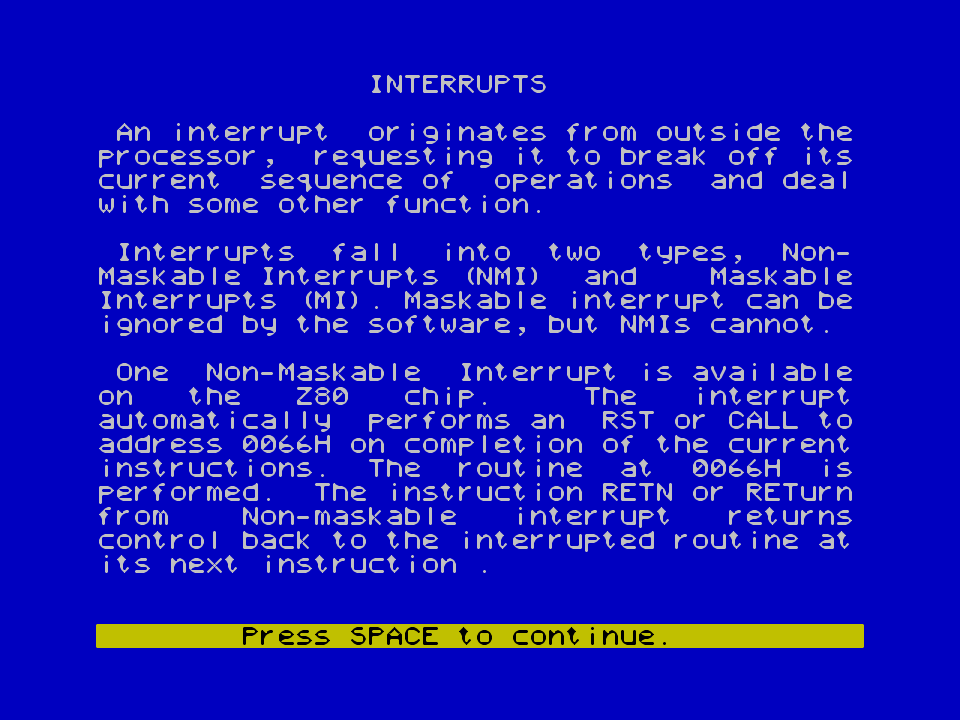 INTERRUPTS
An interrupt originates from outside the
processor, requesting it to break off its
current sequence of operations and deal
with some other function.
Interrupts fall into two types, Non-
Maskable Interrupts (NMI) and Maskable
Interrupts (MI). Maskable interrupt can be
ignored by the software, but NMIs cannot.
One Non-Maskable Interrupt is available
on the Z80 chip. The interrupt
automatically performs an RST or CALL to
address 0066H on completion of the current
instructions. The routine at 0066H is
performed. The instruction RETN or RETurn
from Non-maskable interrupt returns
control back to the interrupted routine at
its next instruction .
Press SPACE to continue.